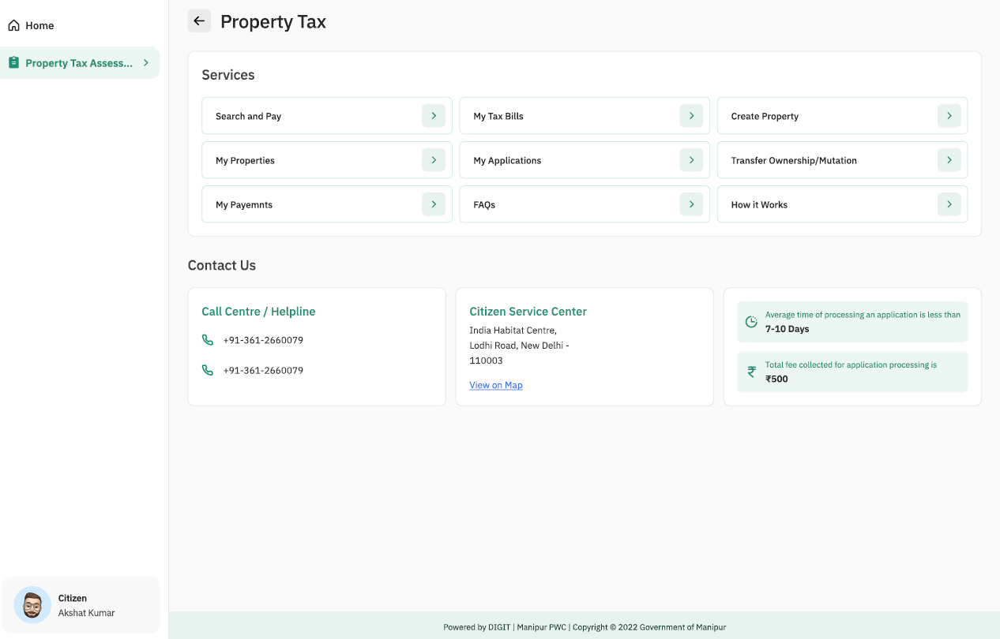 Home
Property Tax Assess...
Property Tax
Services
Search and Pay
My Tax Bills
Create Property
My Properties
My Applications
Transfer Ownership/Mutation
My Payemnts
FAQs
How it Works
Contact Us
Call Centre / Helpline
+91-361-2660079
+91-361-2660079
Citizen Service Center
India Habitat Centre,
Lodhi Road, New Delhi -
110003
View on Map
Average time of processing an application is less than
7-10 Days
Total fee collected for application processing is
₹500
Citizen
Akshat Kumar
Powered by DIGIT | Manipur PWC | Copyright © 2022 Government of Manipur